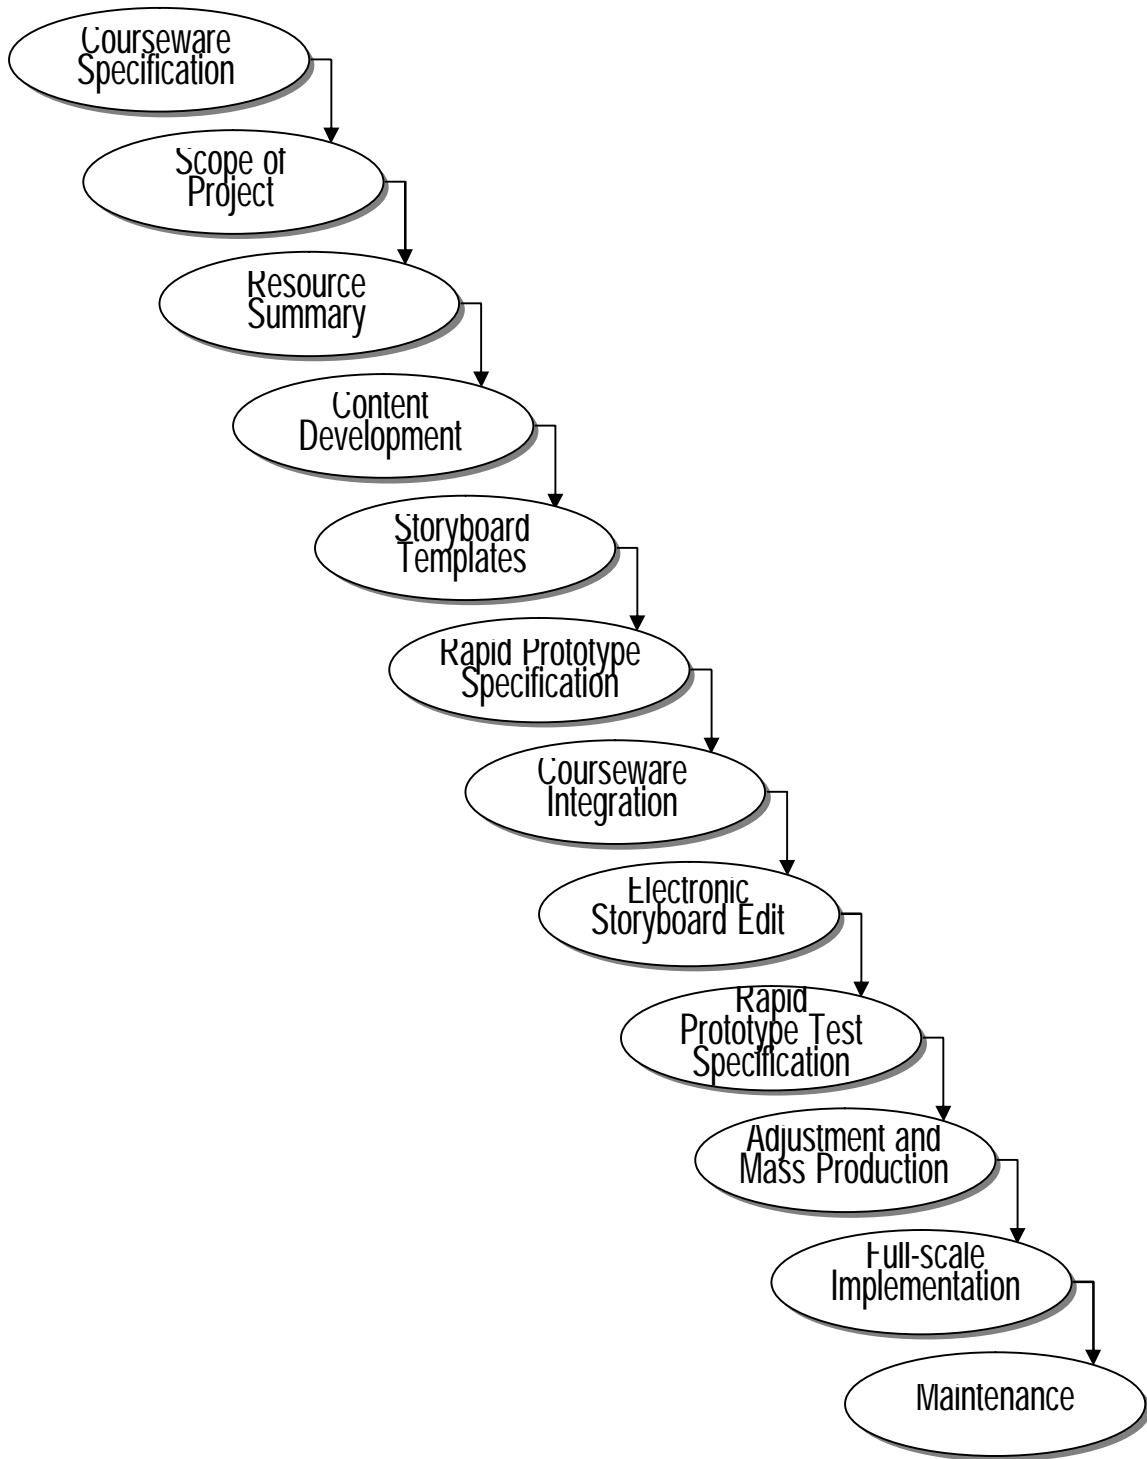 Courseware
Specification
Scope of
Project
Resource
Summary
Content
Development
Storyboard
Templates
Rapid Prototype
Specification
Courseware
Integration
Electronic
Storyboard Edit
Rapid
Prototype Test
Specification
Adjustment and
Mass Production
Full-scale
Implementation
Maintenance